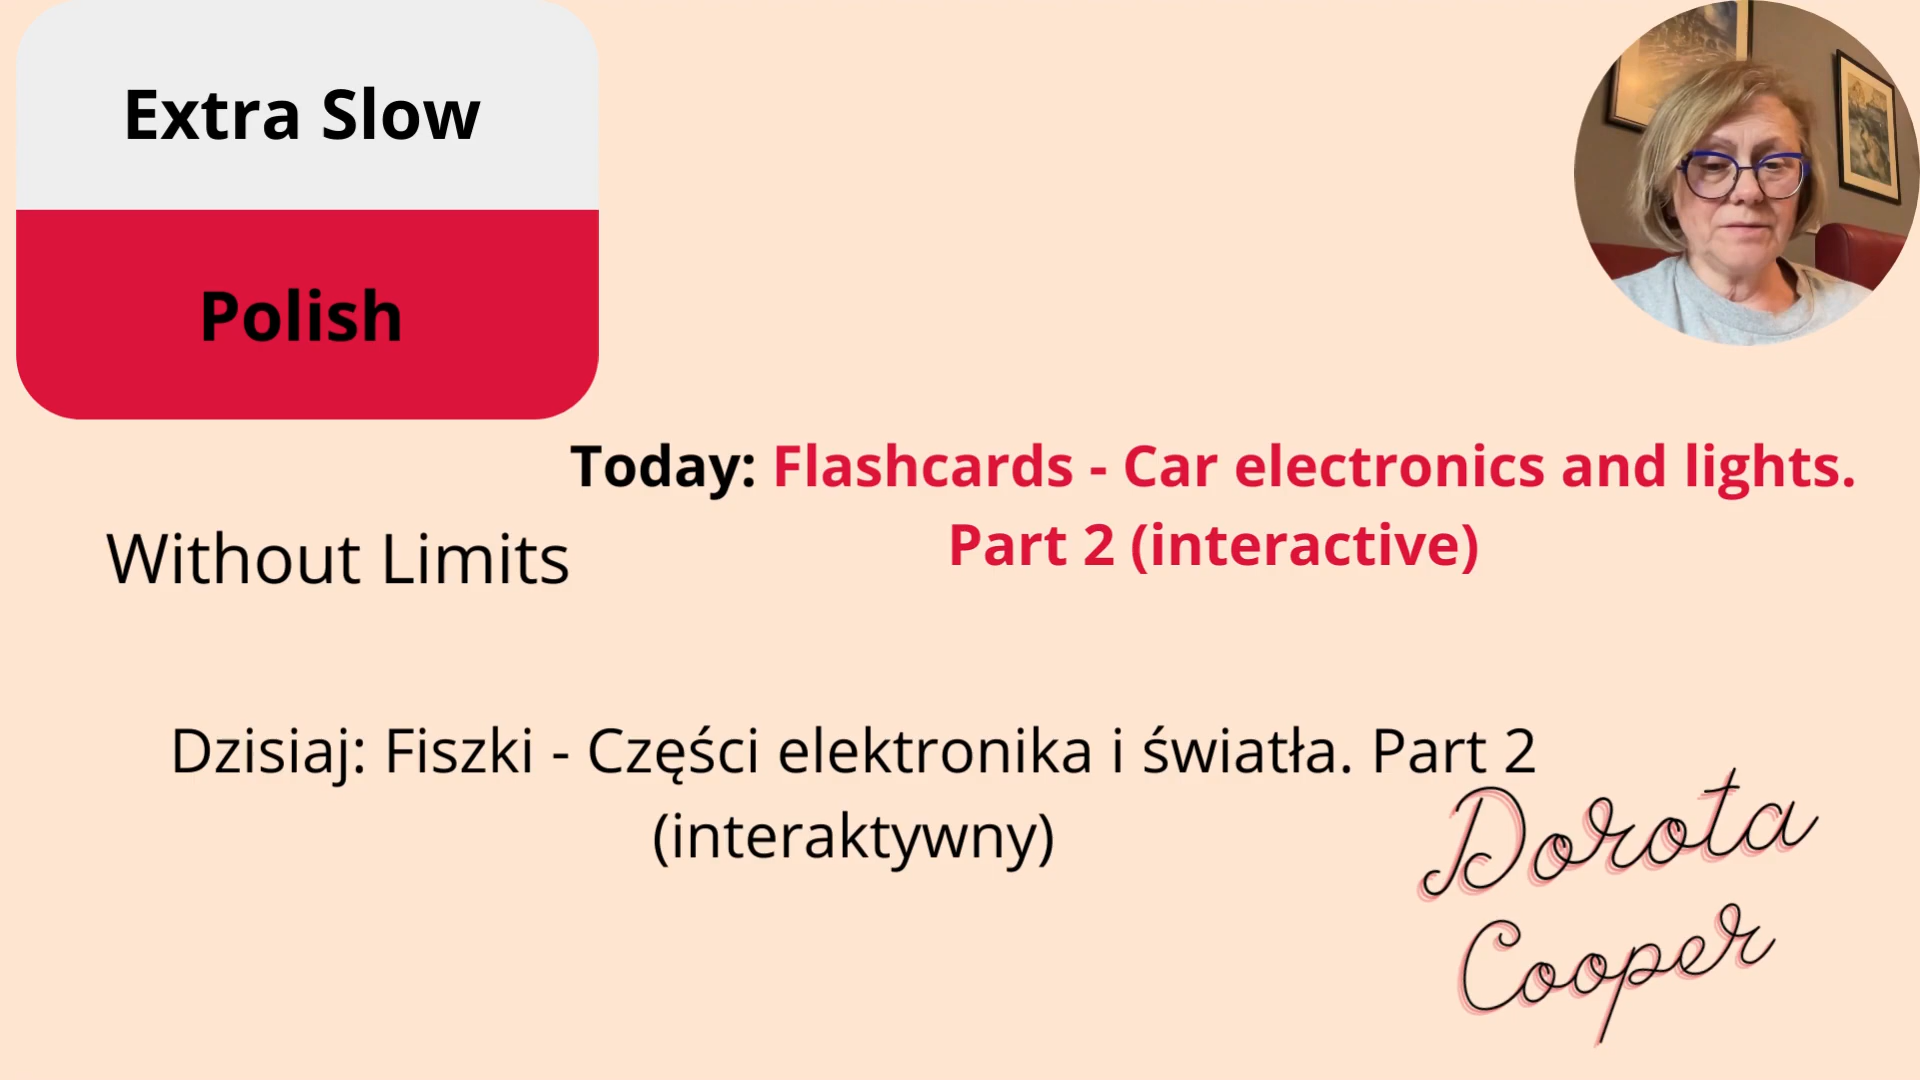 Extra Slow
Polish
Today: Flashcards - Car electronics and lights.
Part 2 (interactive)
Without Limits
Dzisiaj: Fiszki - Części elektronika i światła. Part 2
(interaktywny)
Dorota
Cooper